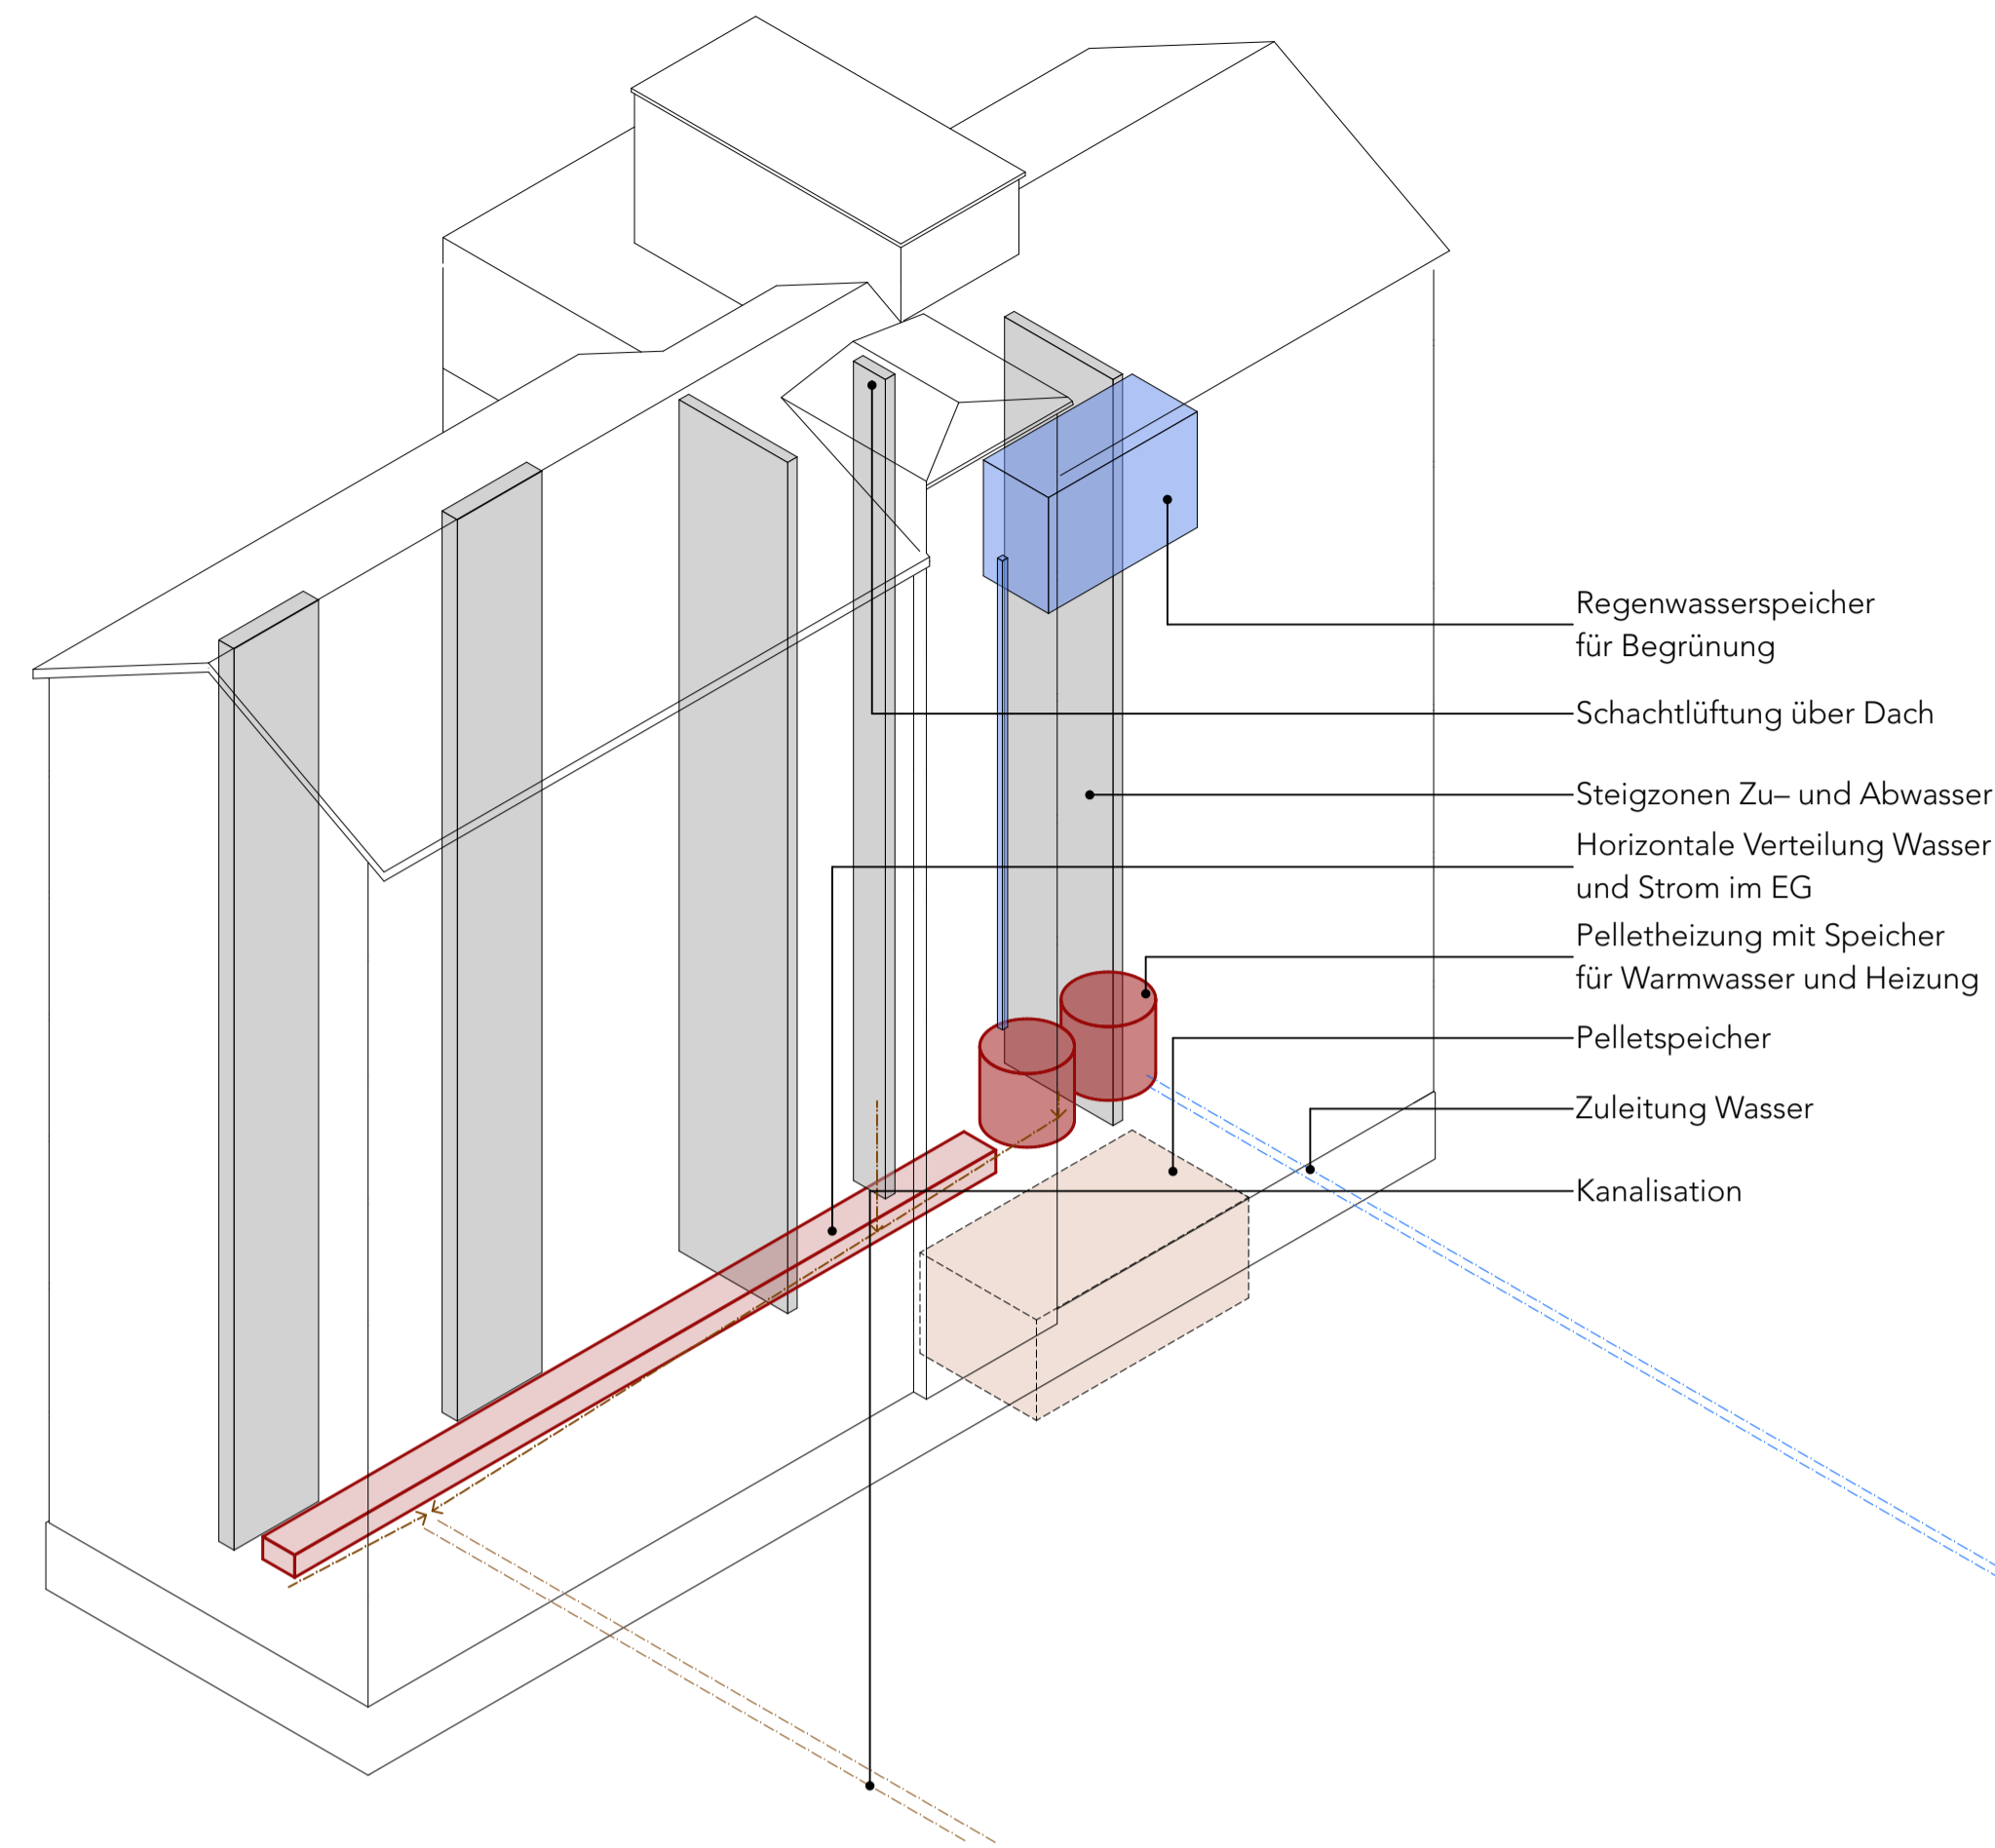 Regenwasserspeicher
für Begrünung
Schachtlüftung über Dach
Steigzonen Zu– und Abwasser
Horizontale Verteilung Wasser
und Strom im EG
Pelletheizung mit Speicher
für Warmwasser und Heizung
Pelletspeicher
Zuleitung Wasser
Kanalisation